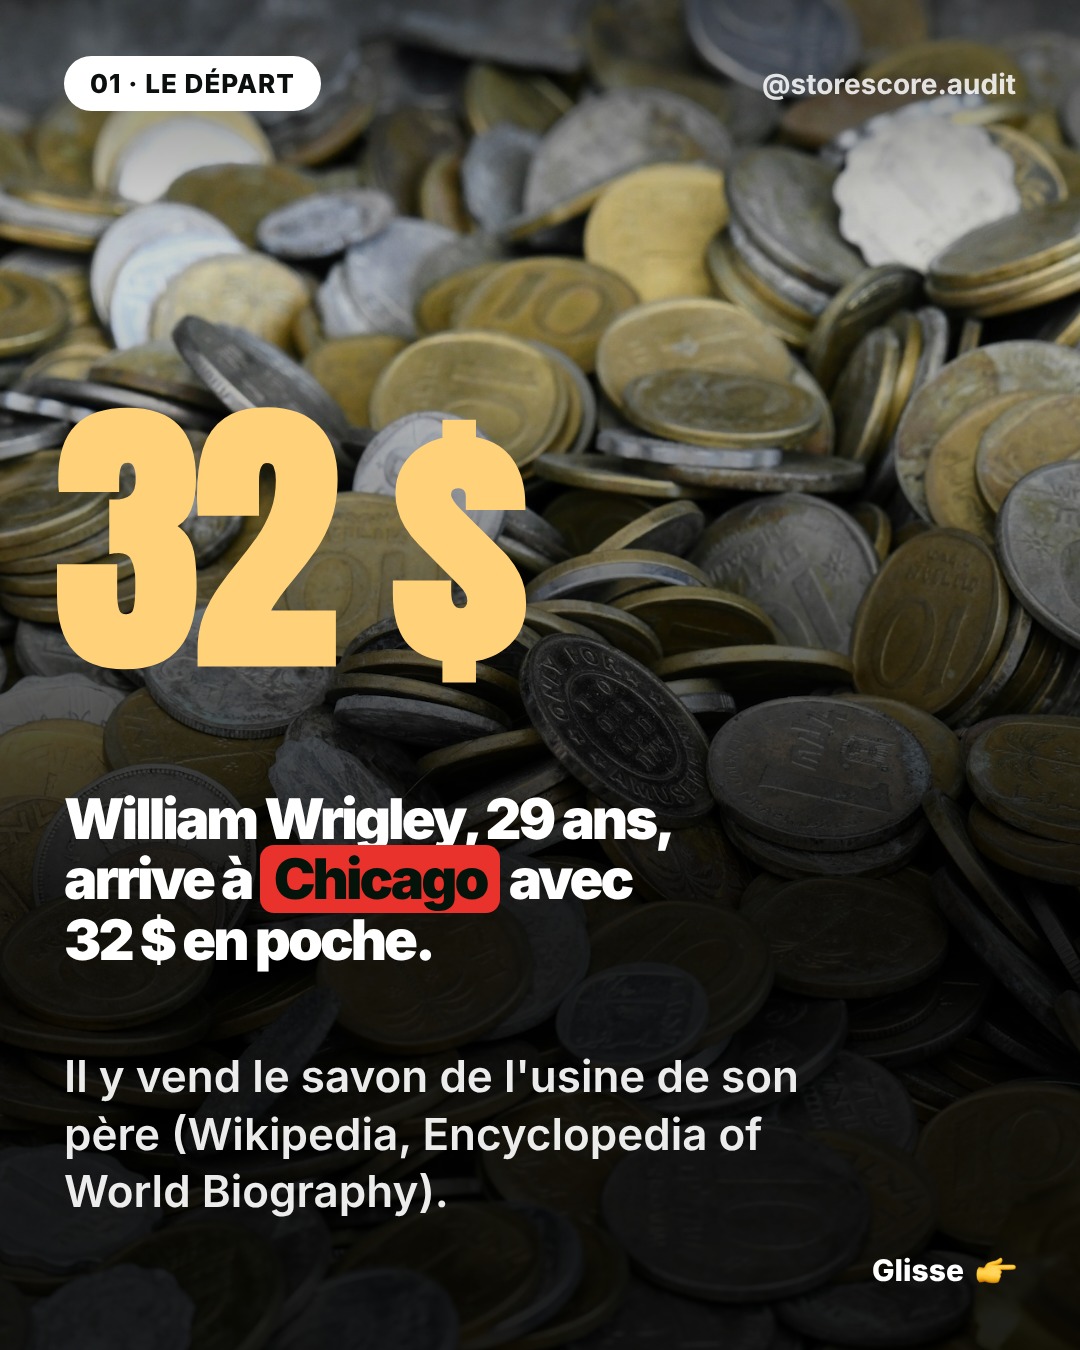 01 · LE DÉPART
@storescore.audit
32 $
William Wrigley, 29 ans,
arrive à Chicago avec
32 $ en poche.
Il y vend le savon de l'usine de son
père (Wikipedia, Encyclopedia of
World Biography).
Glisse 👉